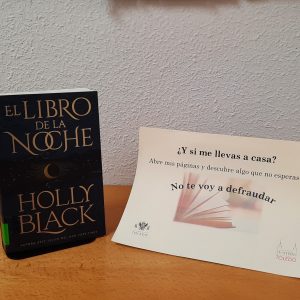 EL LIBRO
DE LA
NOCHE
HOLLY
BLACK
¿Y si me llevas a casa?
Abre mis páginas y descubre algo que no esperas
No te voy a defraudar
TOLEDO